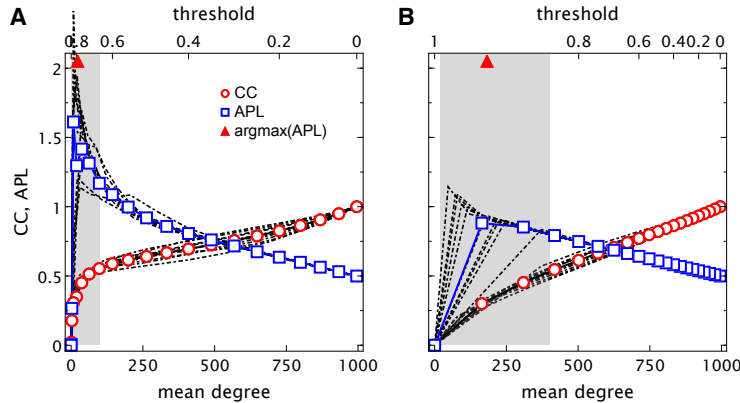 A
threshold
0.8 0.6 0.4 0.2 0
2
1.5
1
0.5
0
CC, APL
CC
APL
argmax(APL)
0 250 500 750 1000
mean degree
B
threshold
1 0.8 0.6 0.4 0.2 0
0 250 500 750 1000
mean degree